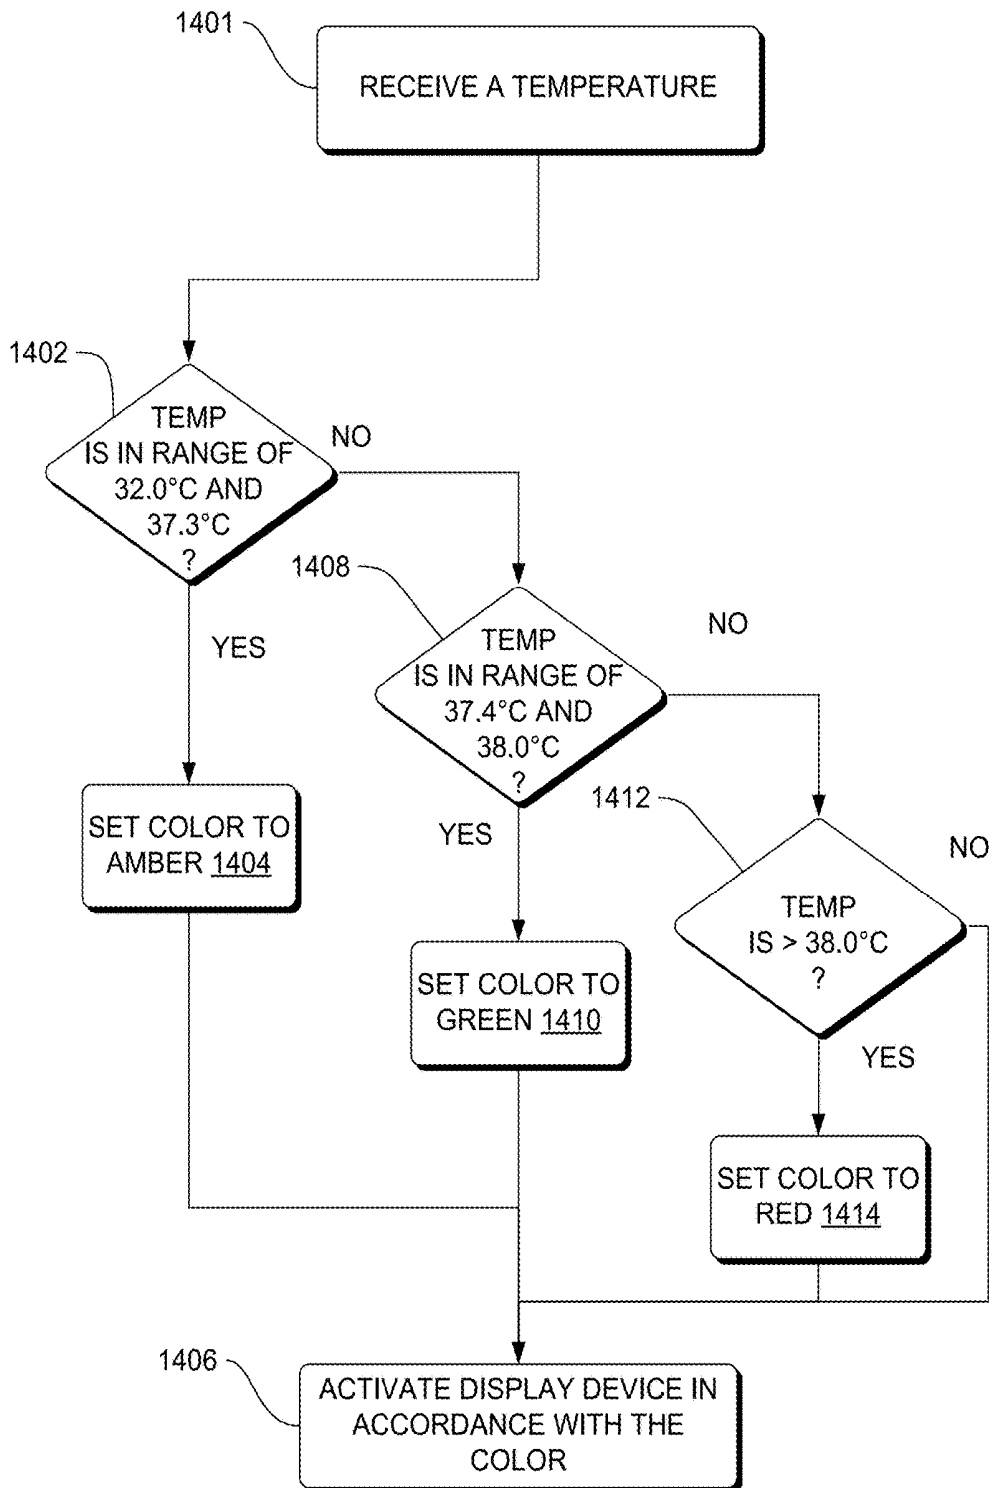 1401
RECEIVE A TEMPERATURE
1402
TEMP
IS IN RANGE OF
32.0°C AND
37.3°C
?
NO
YES
1408
TEMP
IS IN RANGE OF
37.4°C AND
38.0°C
?
NO
YES
SET COLOR TO
AMBER 1404
1412
TEMP
IS > 38.0°C
?
NO
YES
SET COLOR TO
GREEN 1410
SET COLOR TO
RED 1414
1406
ACTIVATE DISPLAY DEVICE IN
ACCORDANCE WITH THE
COLOR